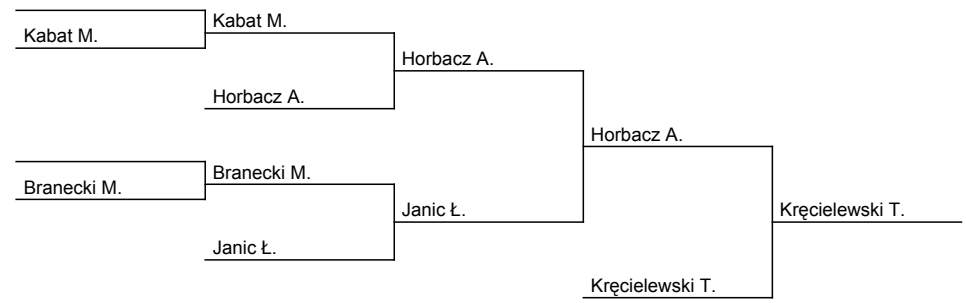 Kabat M.
Kabat M.
Horbacz A.
Horbacz A.
Horbacz A.
Branecki M.
Branecki M.
Janic Ł.
Janic Ł.
Kręcielewski T.
Kręcielewski T.